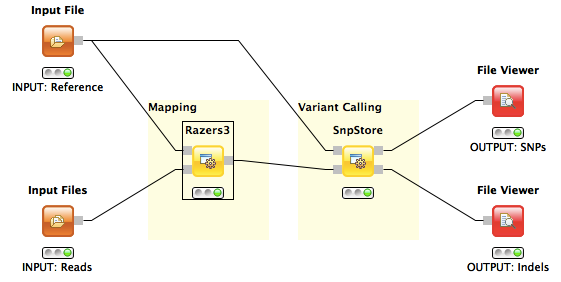 Input File
INPUT: Reference
Mapping
Razers3
Variant Calling
SnpStore
File Viewer
OUTPUT: SNPs
Input Files
INPUT: Reads
File Viewer
OUTPUT: Indels